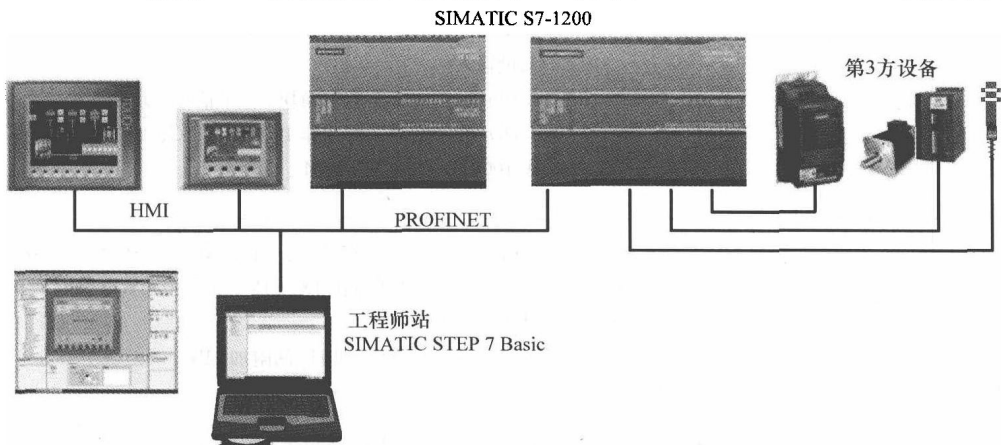 SIMATIC S7-1200
第3方设备
HMI
PROFINET
工程师站
SIMATIC STEP 7 Basic